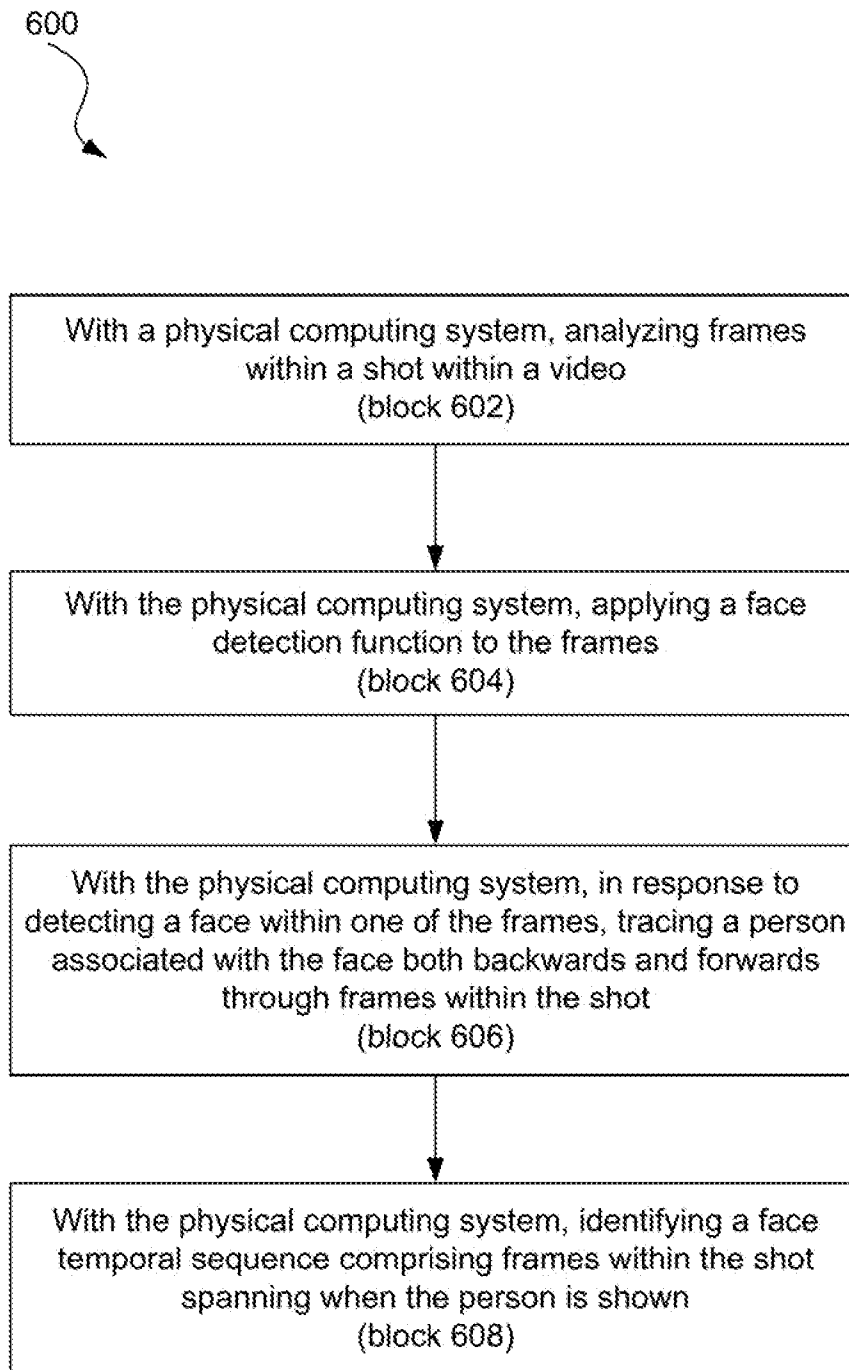 600
With a physical computing system, analyzing frames
within a shot within a video
(block 602)
With the physical computing system, applying a face
detection function to the frames
(block 604)
With the physical computing system, in response to
detecting a face within one of the frames, tracing a person
associated with the face both backwards and forwards
through frames within the shot
(block 606)
With the physical computing system, identifying a face
temporal sequence comprising frames within the shot
spanning when the person is shown
(block 608)